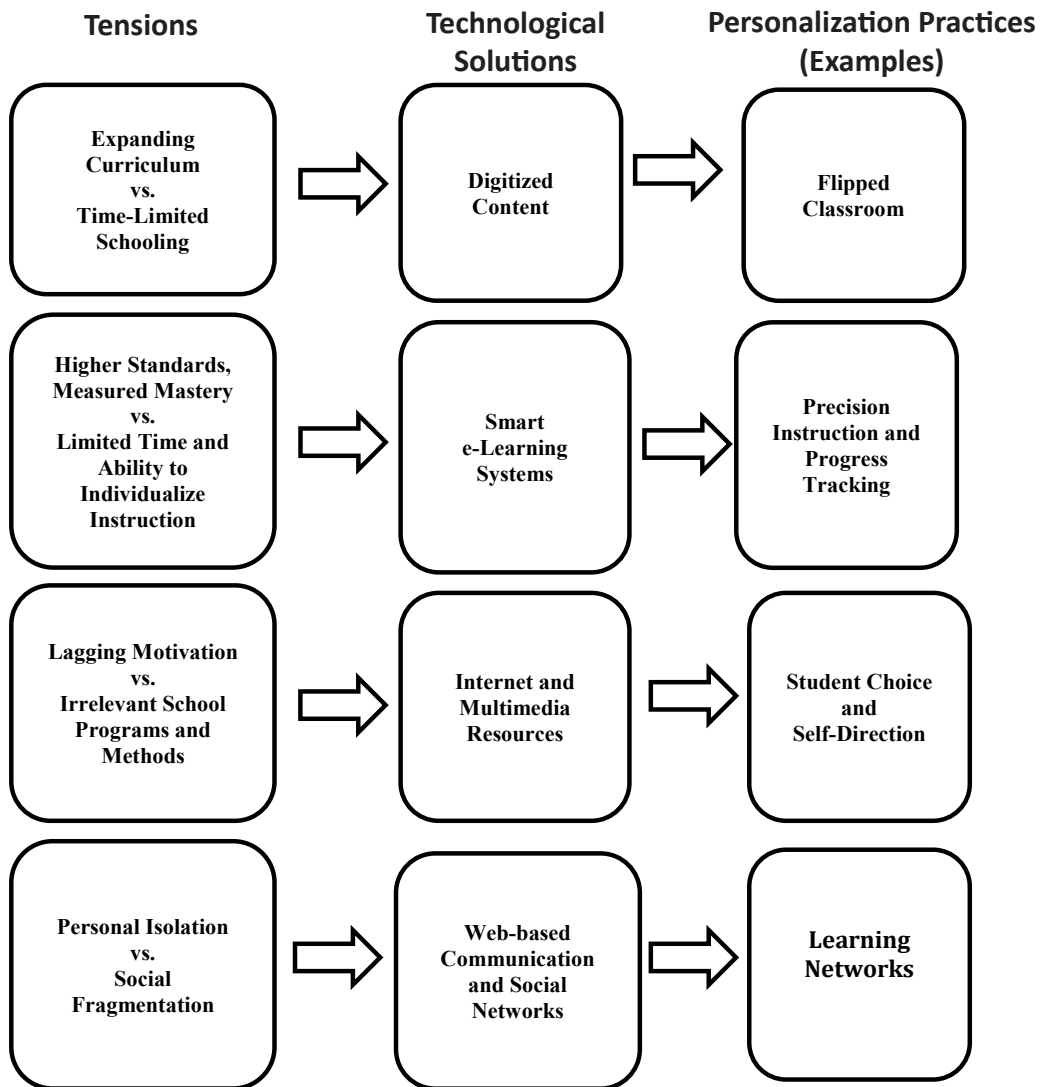 Tensions
Technological
Solutions
Personalization Practices
(Examples)
Expanding
Curriculum
vs.
Time-Limited
Schooling
Digitized
Content
Flipped
Classroom
Higher Standards,
Measured Mastery
vs.
Limited Time and
Ability to
Individualize
Instruction
Smart
e-Learning
Systems
Precision
Instruction and
Progress
Tracking
Lagging Motivation
vs.
Irrelevant School
Programs and
Methods
Internet and
Multimedia
Resources
Student Choice
and
Self-Direction
Personal Isolation
vs.
Social
Fragmentation
Web-based
Communication
and Social
Networks
Learning
Networks